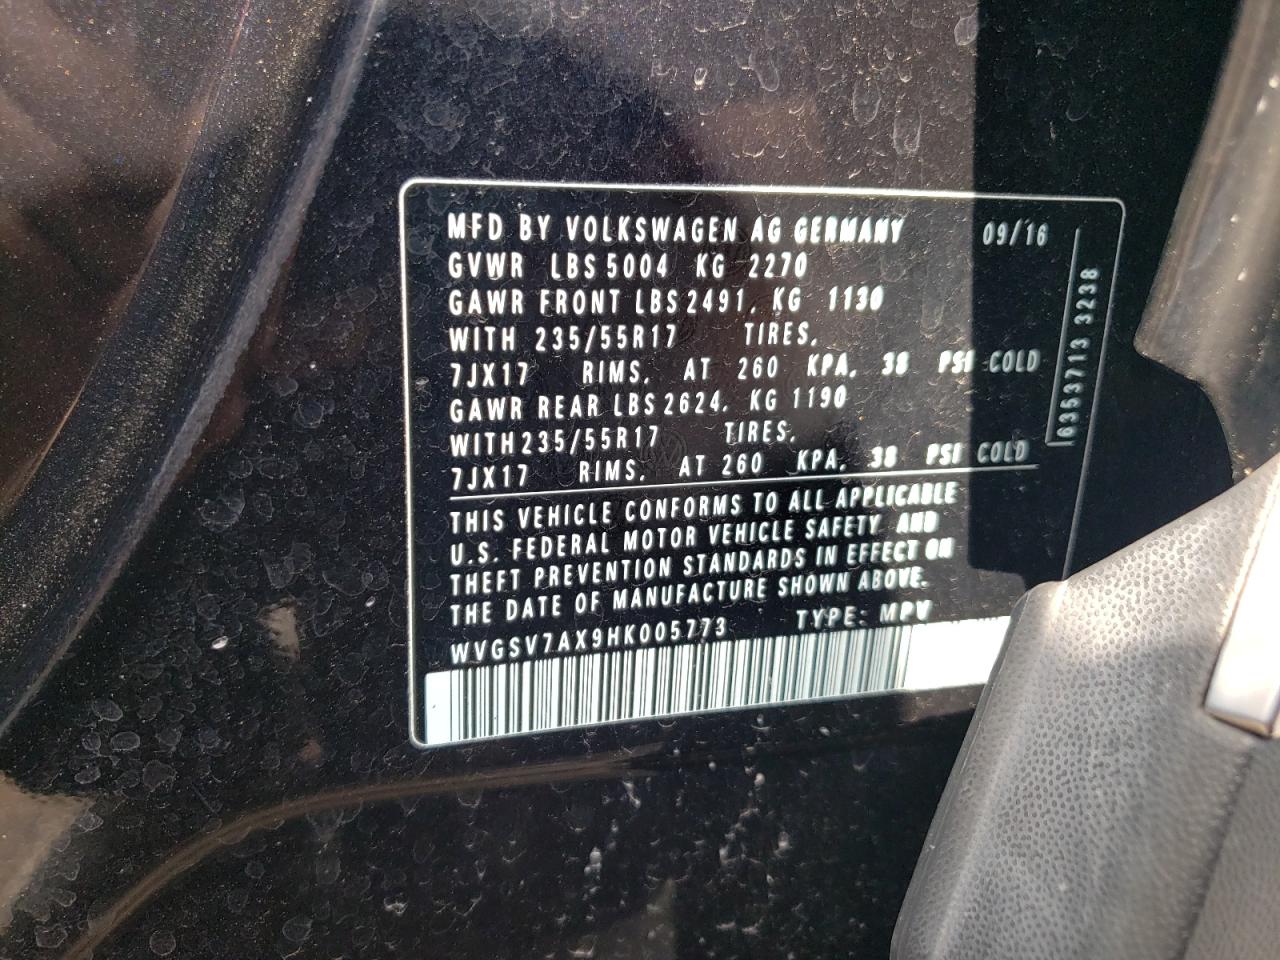 MFD BY VOLKSWAGEN AG GERMANY 09/16
GVWR LBS 5004 KG 2270
GAWR FRONT LBS 2491, KG 1130
WITH 235/55R17 TIRES,
7JX17 RIMS, AT 260 KPA, 38 PSI COLD
GAWR REAR LBS 2624, KG 1190
WITH 235/55R17 TIRES,
7JX17 RIMS, AT 260 KPA, 38 PSI COLD
THIS VEHICLE CONFORMS TO ALL APPLICABLE
U.S. FEDERAL MOTOR VEHICLE SAFETY AND
THEFT PREVENTION STANDARDS IN EFFECT ON
THE DATE OF MANUFACTURE SHOWN ABOVE.
WVGSV7AX9HK005773 TYPE: MPV
6353713 3238